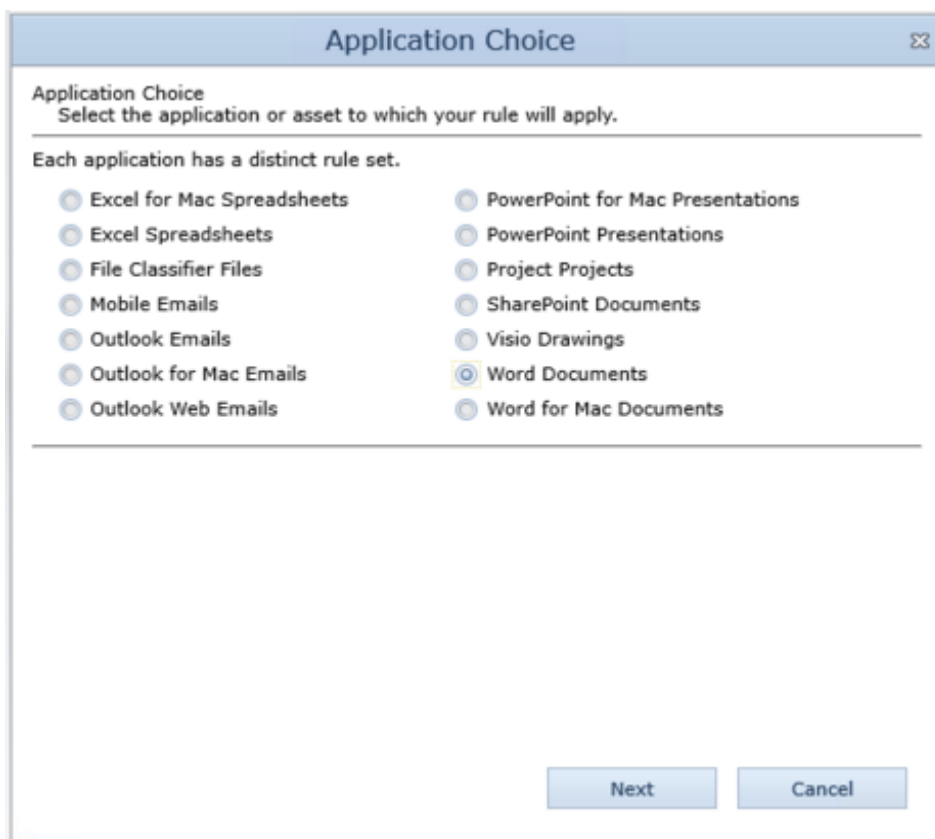 Application Choice
Application Choice
Select the application or asset to which your rule will apply.
Each application has a distinct rule set.
Excel for Mac Spreadsheets
Excel Spreadsheets
File Classifier Files
Mobile Emails
Outlook Emails
Outlook for Mac Emails
Outlook Web Emails
PowerPoint for Mac Presentations
PowerPoint Presentations
Project Projects
SharePoint Documents
Visio Drawings
Word Documents
Word for Mac Documents
Next
Cancel